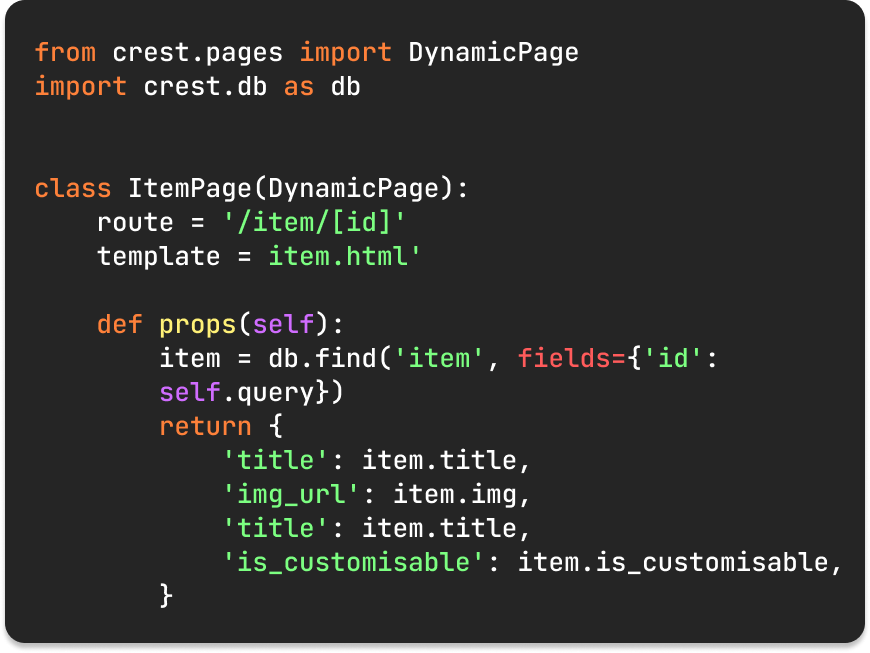 from crest.pages import DynamicPage
import crest.db as db
class ItemPage(DynamicPage):
    route = '/item/[id]'
    template = item.html'
    def props(self):
        item = db.find('item', fields={'id':
        self.query})
        return {
            'title': item.title,
            'img_url': item.img,
            'title': item.title,
            'is_customisable': item.is_customisable,
        }